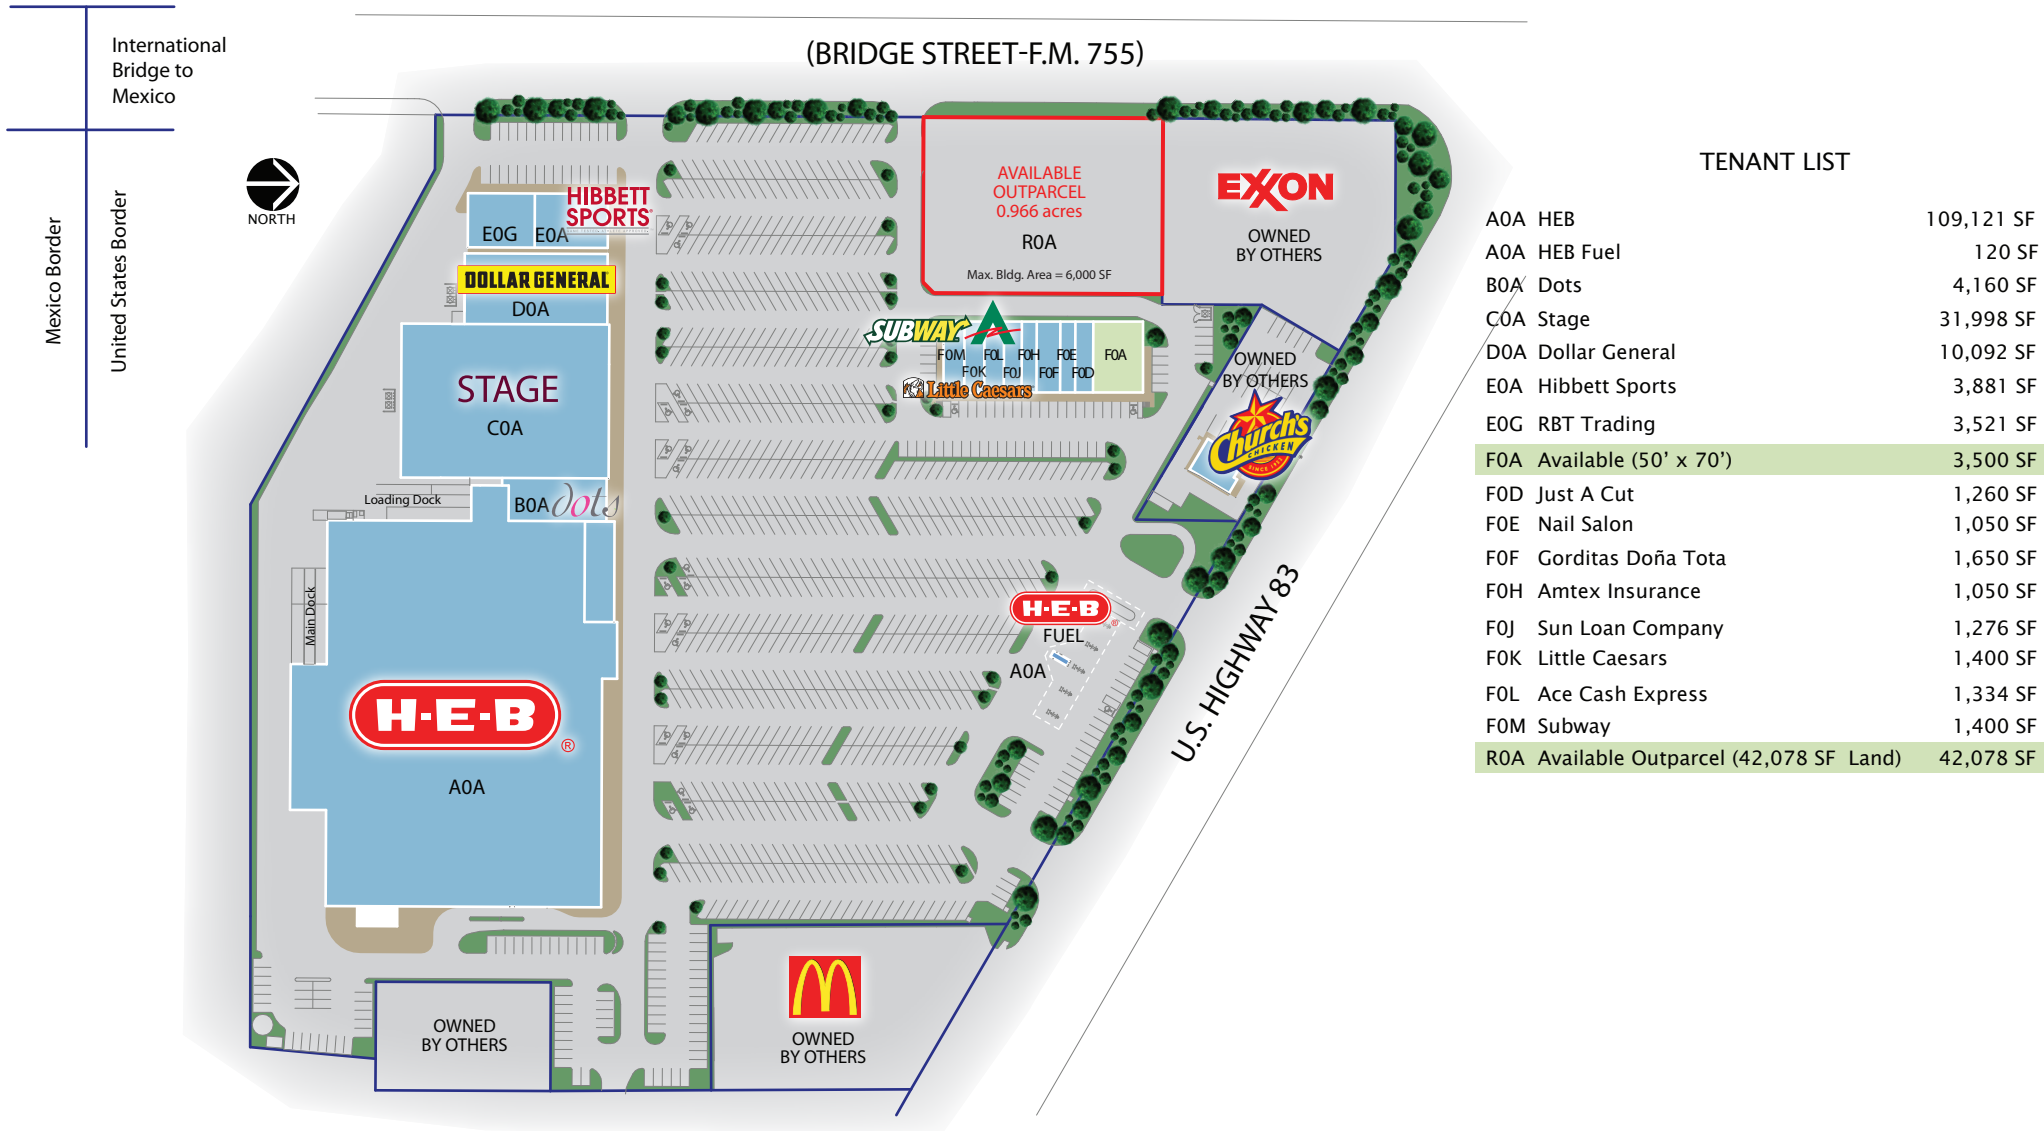 International
Bridge to
Mexico
(BRIDGE STREET-F.M. 755)
Mexico Border
United States Border
NORTH
HIBBETT
SPORTS
E0G
E0A
DOLLAR GENERAL
D0A
STAGE
C0A
Loading Dock
B0A
dots
Main Dock
H-E-B
®
A0A
AVAILABLE
OUTPARCEL
0.966 acres
R0A
Max. Bldg. Area = 6,000 SF
EXXON
OWNED
BY OTHERS
SUBWAY
A
F0M
F0L
F0H
F0E
F0A
F0K
F0J
F0F
F0D
Little Caesars
OWNED
BY OTHERS
Church's
CHICKEN
SINCE 1952
H-E-B
®
FUEL
A0A
U.S. HIGHWAY 83
OWNED
BY OTHERS
OWNED
BY OTHERS
TENANT LIST
A0A HEB 109,121 SF
A0A HEB Fuel 120 SF
B0A Dots 4,160 SF
C0A Stage 31,998 SF
D0A Dollar General 10,092 SF
E0A Hibbett Sports 3,881 SF
E0G RBT Trading 3,521 SF
F0A Available (50’ x 70’) 3,500 SF
F0D Just A Cut 1,260 SF
F0E Nail Salon 1,050 SF
F0F Gorditas Doña Tota 1,650 SF
F0H Amtex Insurance 1,050 SF
F0J Sun Loan Company 1,276 SF
F0K Little Caesars 1,400 SF
F0L Ace Cash Express 1,334 SF
F0M Subway 1,400 SF
R0A Available Outparcel (42,078 SF Land) 42,078 SF